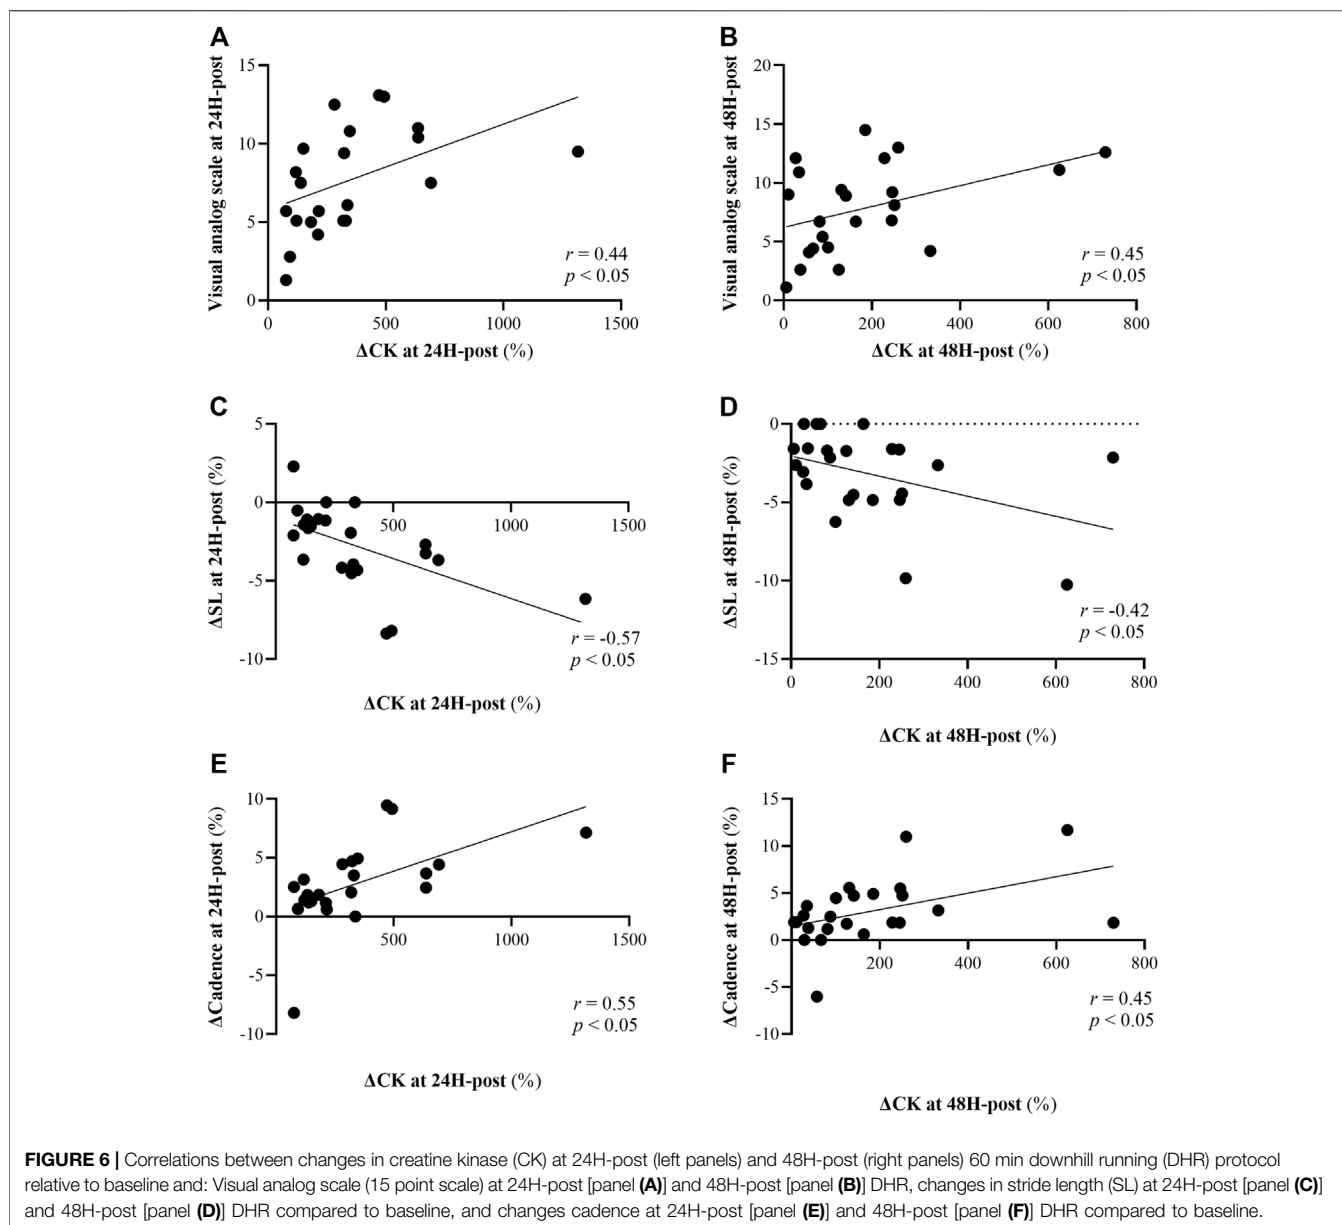 A
Visual analog scale at 24H-post
15
10
5
0
0 500 1000 1500
r = 0.44
p < 0.05
ΔCK at 24H-post (%)
B
Visual analog scale at 48H-post
20
15
10
5
0
0 200 400 600 800
r = 0.45
p < 0.05
ΔCK at 48H-post (%)
C
ΔSL at 24H-post (%)
5
0
-5
-10
500 1000 1500
r = -0.57
p < 0.05
ΔCK at 24H-post (%)
D
ΔSL at 48H-post (%)
0
-5
-10
-15
0 200 400 600 800
r = -0.42
p < 0.05
ΔCK at 48H-post (%)
E
ΔCadence at 24H-post (%)
10
5
0
-5
-10
500 1000 1500
r = 0.55
p < 0.05
ΔCK at 24H-post (%)
F
ΔCadence at 48H-post (%)
15
10
5
0
-5
-10
200 400 600 800
r = 0.45
p < 0.05
ΔCK at 48H-post (%)
FIGURE 6 | Correlations between changes in creatine kinase (CK) at 24H-post (left panels) and 48H-post (right panels) 60 min downhill running (DHR) protocol
relative to baseline and: Visual analog scale (15 point scale) at 24H-post [panel (A)] and 48H-post [panel (B)] DHR, changes in stride length (SL) at 24H-post [panel (C)]
and 48H-post [panel (D)] DHR compared to baseline, and changes cadence at 24H-post [panel (E)] and 48H-post [panel (F)] DHR compared to baseline.